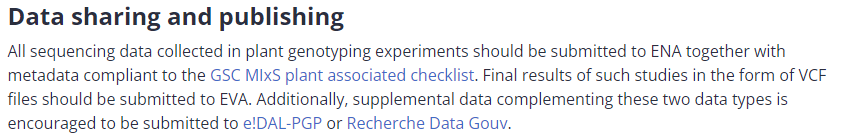 Data sharing and publishing
All sequencing data collected in plant genotyping experiments should be submitted to ENA together with
metadata compliant to the GSC MIxS plant associated checklist. Final results of such studies in the form of VCF
files should be submitted to EVA. Additionally, supplemental data complementing these two data types is
encouraged to be submitted to e!DAL-PGP or Recherche Data Gouv.